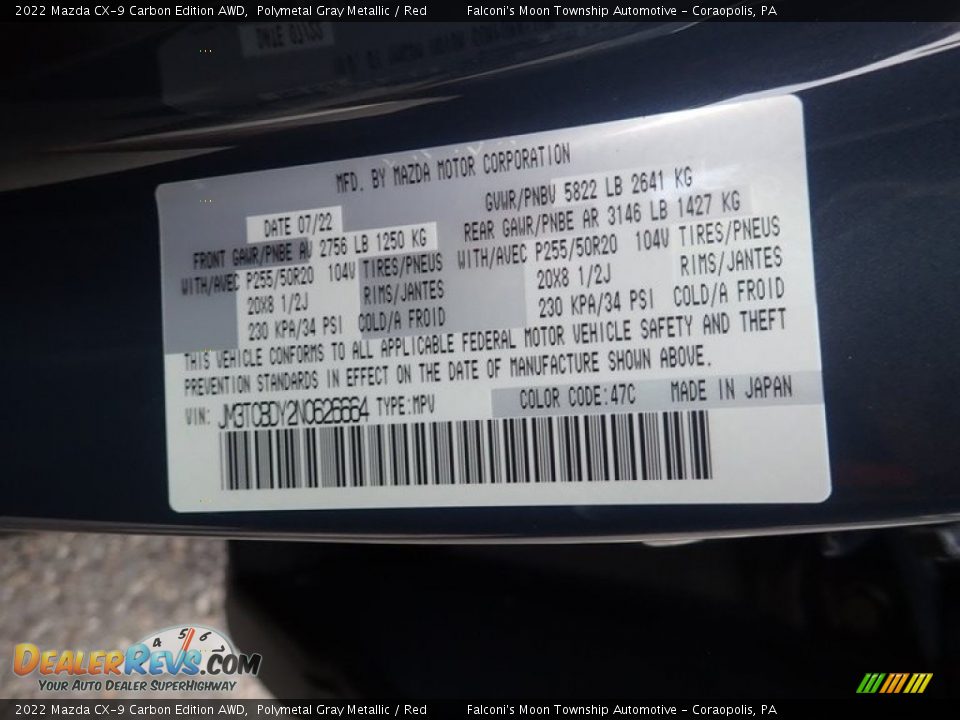 2022 Mazda CX-9 Carbon Edition AWD, Polymetal Gray Metallic / Red Falconi's Moon Township Automotive - Coraopolis, PA
MFD. BY MAZDA MOTOR CORPORATION
DATE 07/22 GVWR/PNBV 5822 LB 2641 KG
FRONT GAWR/PNBE AV 2756 LB 1250 KG REAR GAWR/PNBE AR 3146 LB 1427 KG
WITH/AVEC P255/50R20 104V TIRES/PNEUS WITH/AVEC P255/50R20 104V TIRES/PNEUS
20X8 1/2J RIMS/JANTES 20X8 1/2J RIMS/JANTES
230 KPA/34 PSI COLD/A FROID 230 KPA/34 PSI COLD/A FROID
THIS VEHICLE CONFORMS TO ALL APPLICABLE FEDERAL MOTOR VEHICLE SAFETY AND THEFT
PREVENTION STANDARDS IN EFFECT ON THE DATE OF MANUFACTURE SHOWN ABOVE.
VIN: JM3TCBDY2N0626664 TYPE:MPV COLOR CODE:47C MADE IN JAPAN
4 5 6 7
DEALERREVS.COM
YOUR AUTO DEALER SUPERHIGHWAY
2022 Mazda CX-9 Carbon Edition AWD, Polymetal Gray Metallic / Red Falconi's Moon Township Automotive - Coraopolis, PA